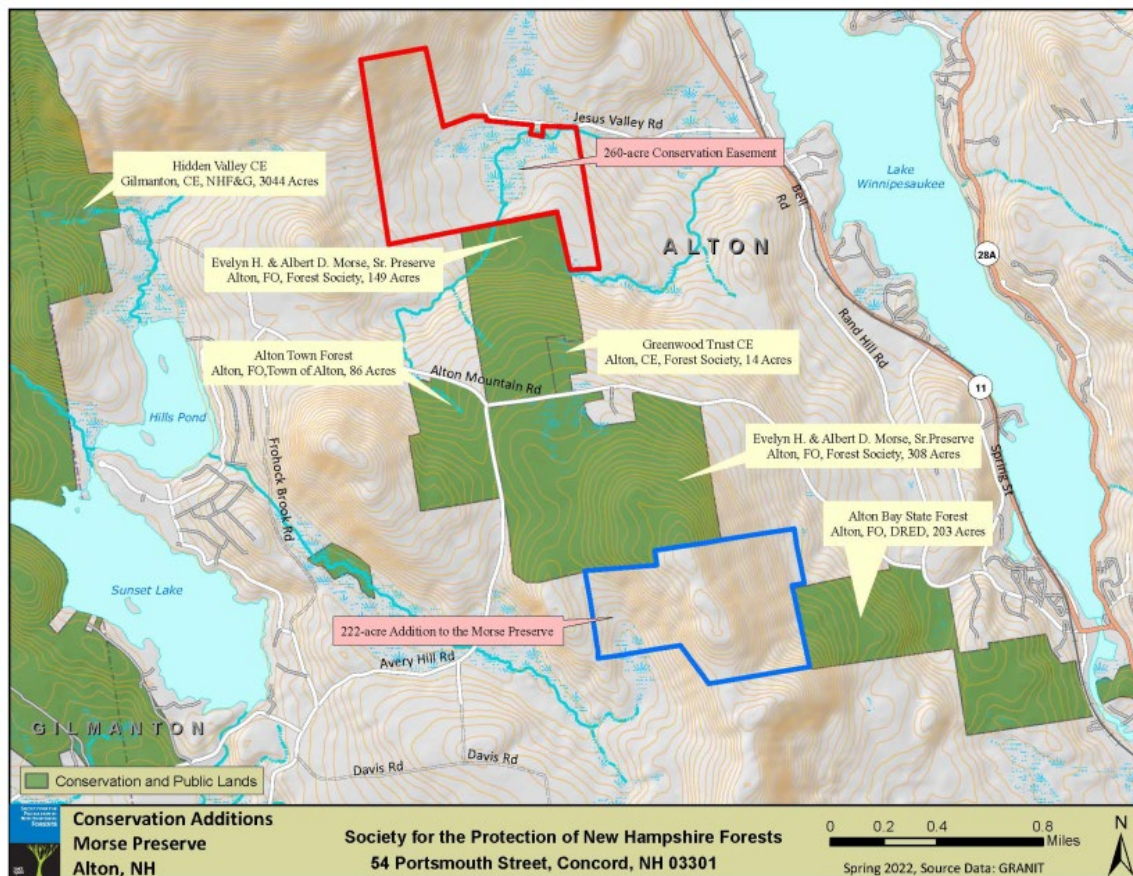 Jesus Valley Rd
260-acre Conservation Easement
Hidden Valley CE
Gilmanton, CE, NHF&G, 3044 Acres
Bell Rd
Lake
Winnipesaukee
ALTON
28A
Evelyn H. & Albert D. Morse, Sr. Preserve
Alton, FO, Forest Society, 149 Acres
Rand Hill Rd
Greenwood Trust CE
Alton, CE, Forest Society, 14 Acres
Alton Town Forest
Alton, FO,Town of Alton, 86 Acres
Alton Mountain Rd
11
Hills Pond
Frohock Brook Rd
Evelyn H. & Albert D. Morse, Sr.Preserve
Alton, FO, Forest Society, 308 Acres
Spring St
Alton Bay State Forest
Alton, FO, DRED, 203 Acres
Sunset Lake
222-acre Addition to the Morse Preserve
Avery Hill Rd
GILMANTON
Davis Rd
Davis Rd
Conservation and Public Lands
Conservation Additions
Morse Preserve
Alton, NH
Society for the Protection of New Hampshire Forests
54 Portsmouth Street, Concord, NH 03301
0 0.2 0.4 0.8
Miles
Spring 2022, Source Data: GRANIT
N
FORESTS